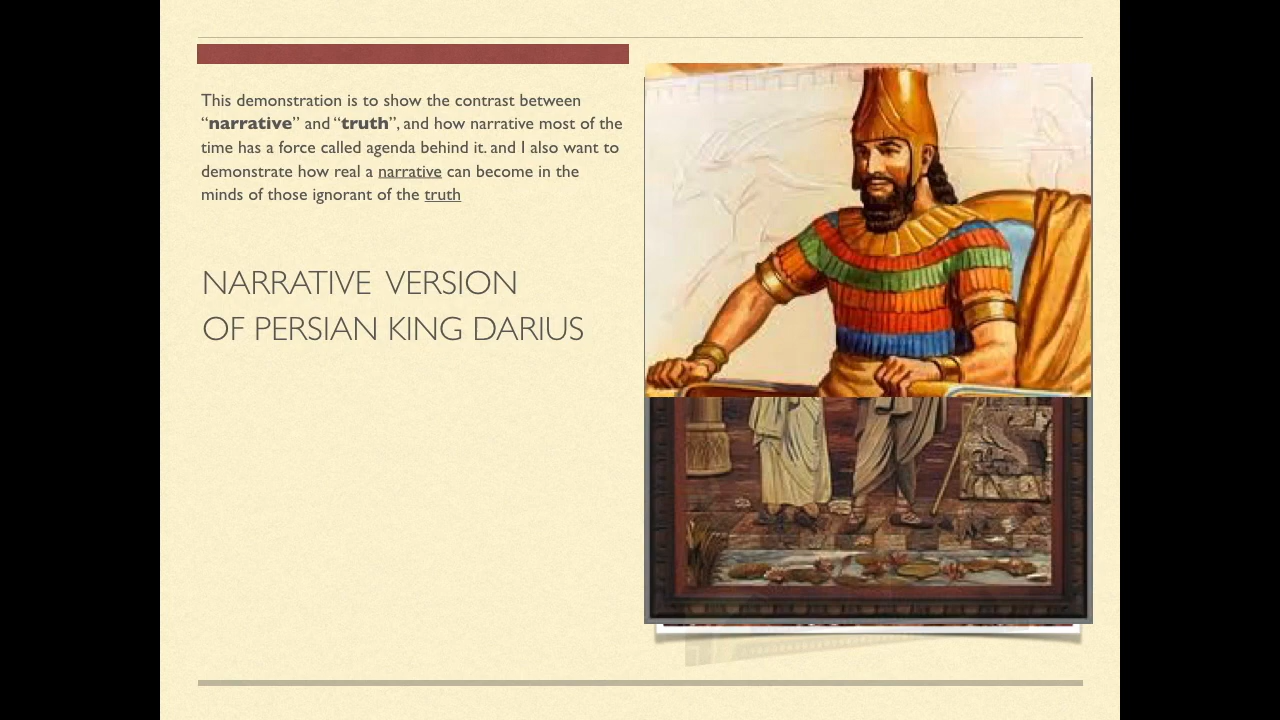 This demonstration is to show the contrast between
“narrative” and “truth”, and how narrative most of the
time has a force called agenda behind it. and I also want to
demonstrate how real a narrative can become in the
minds of those ignorant of the truth
NARRATIVE VERSION
OF PERSIAN KING DARIUS